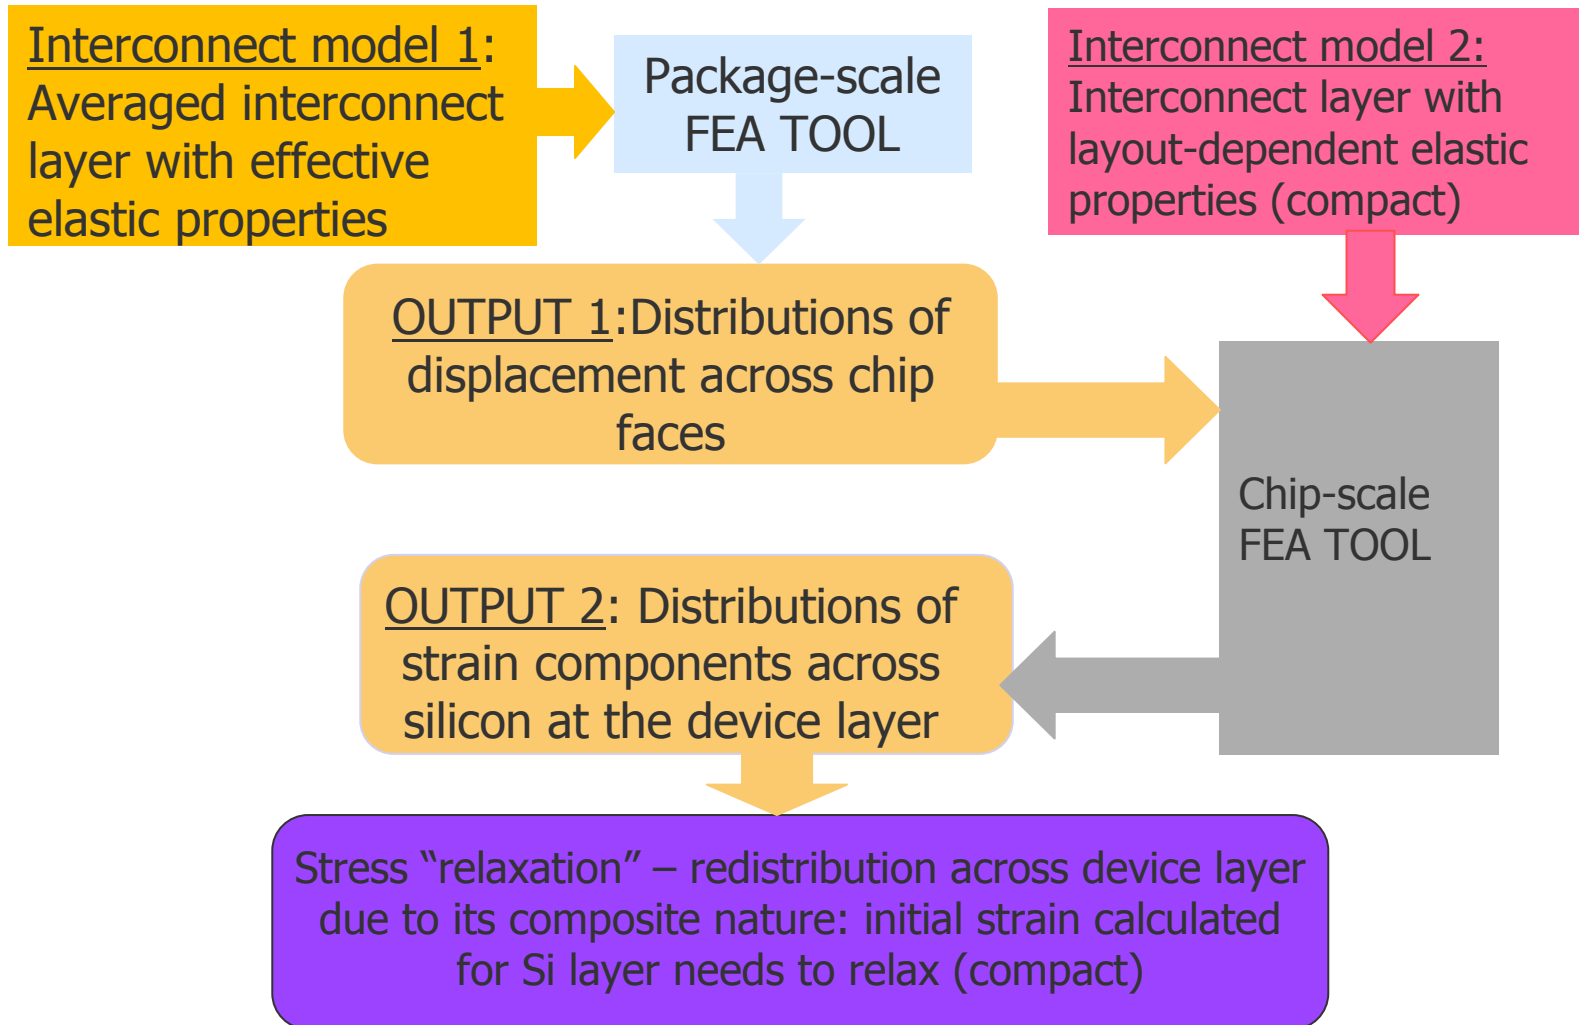 Interconnect model 1:
Averaged interconnect
layer with effective
elastic properties
Package-scale
FEA TOOL
Interconnect model 2:
Interconnect layer with
layout-dependent elastic
properties (compact)
OUTPUT 1:Distributions of
displacement across chip
faces
Chip-scale
FEA TOOL
OUTPUT 2: Distributions of
strain components across
silicon at the device layer
Stress “relaxation” – redistribution across device layer
due to its composite nature: initial strain calculated
for Si layer needs to relax (compact)